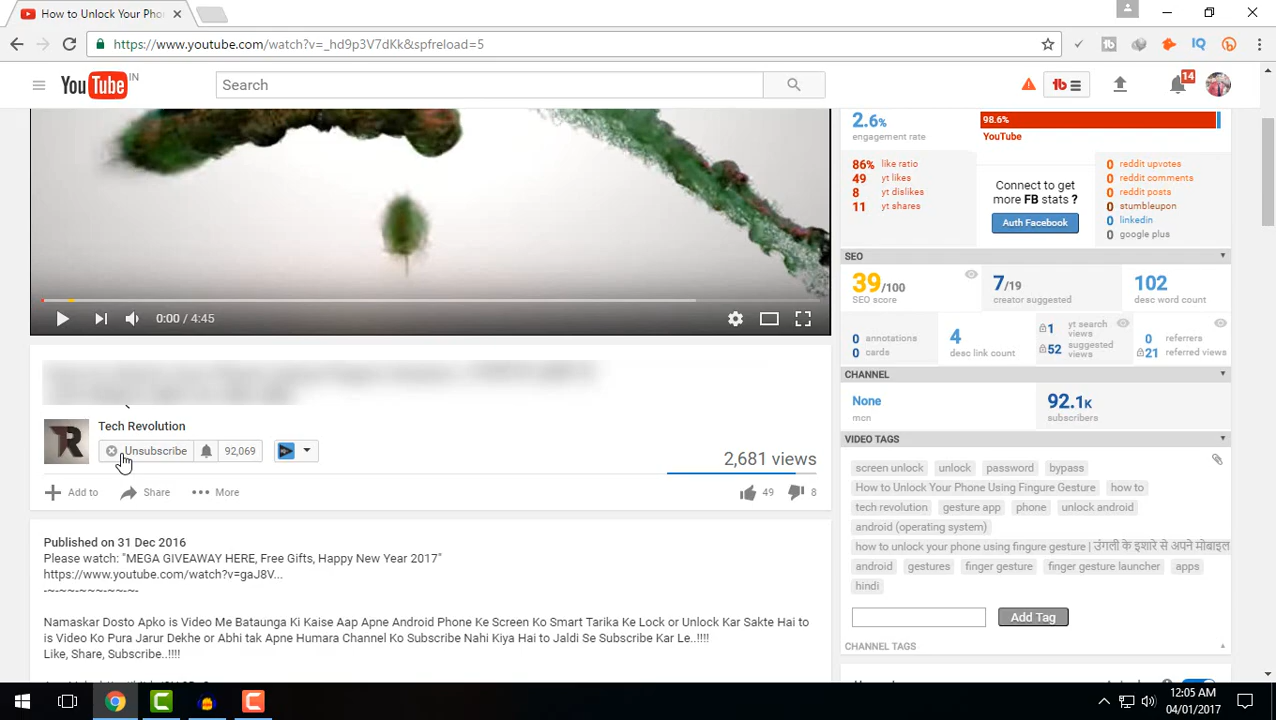 How to Unlock Your Pho
https://www.youtube.com/watch?v=_hd9p3V7dKk&spfreload=5
YouTube IN
Search
14
2.6%
engagement rate
98.6%
YouTube
86% like ratio
49 yt likes
8 yt dislikes
11 yt shares
Connect to get
more FB stats ?
Auth Facebook
0 reddit upvotes
0 reddit comments
0 reddit posts
0 stumbleupon
0 linkedin
0 google plus
SEO
39/100
SEO score
7/19
creator suggested
102
desc word count
0 annotations
0 cards
4
desc link count
1 yt search views
52 suggested views
0 referrers
21 referred views
CHANNEL
None
mcn
92.1K
subscribers
VIDEO TAGS
screen unlock unlock password bypass
How to Unlock Your Phone Using Fingure Gesture how to
tech revolution gesture app phone unlock android
android (operating system)
how to unlock your phone using fingure gesture | उंगली के इशारे से अपने मोबाइल
android gestures finger gesture finger gesture launcher apps
hindi
Add Tag
CHANNEL TAGS
0:00 / 4:45
Tech Revolution
Unsubscribe 92,069
2,681 views
Add to Share More 49 8
Published on 31 Dec 2016
Please watch: "MEGA GIVEAWAY HERE, Free Gifts, Happy New Year 2017"
https://www.youtube.com/watch?v=gaJ8V...
-~-~~-~~~-~~-~-
Namaskar Dosto Apko is Video Me Bataunga Ki Kaise Aap Apne Android Phone Ke Screen Ko Smart Tarika Ke Lock or Unlock Kar Sakte Hai to
is Video Ko Pura Jarur Dekhe or Abhi tak Apne Humara Channel Ko Subscribe Nahi Kiya Hai to Jaldi Se Subscribe Kar Le..!!!!
Like, Share, Subscribe..!!!!
12:05 AM
04/01/2017